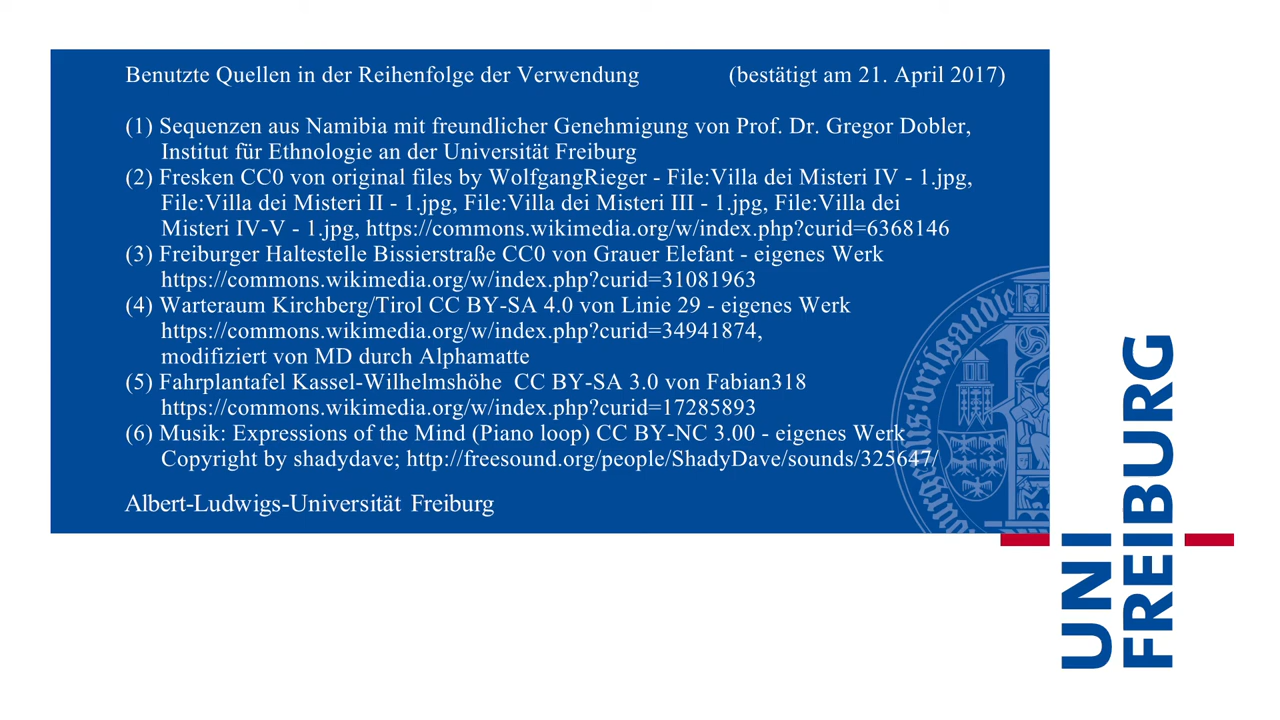 Benutzte Quellen in der Reihenfolge der Verwendung (bestätigt am 21. April 2017)
(1) Sequenzen aus Namibia mit freundlicher Genehmigung von Prof. Dr. Gregor Dobler,
Institut für Ethnologie an der Universität Freiburg
(2) Fresken CC0 von original files by WolfgangRieger - File:Villa dei Misteri IV - 1.jpg,
File:Villa dei Misteri II - 1.jpg, File:Villa dei Misteri III - 1.jpg, File:Villa dei
Misteri IV-V - 1.jpg, https://commons.wikimedia.org/w/index.php?curid=6368146
(3) Freiburger Haltestelle Bissierstraße CC0 von Grauer Elefant - eigenes Werk
https://commons.wikimedia.org/w/index.php?curid=31081963
(4) Warteraum Kirchberg/Tirol CC BY-SA 4.0 von Linie 29 - eigenes Werk
https://commons.wikimedia.org/w/index.php?curid=34941874,
modifiziert von MD durch Alphamatte
(5) Fahrplantafel Kassel-Wilhelmshöhe CC BY-SA 3.0 von Fabian318
https://commons.wikimedia.org/w/index.php?curid=17285893
(6) Musik: Expressions of the Mind (Piano loop) CC BY-NC 3.00 - eigenes Werk
Copyright by shadydave; http://freesound.org/people/ShadyDave/sounds/325647/
Albert-Ludwigs-Universität Freiburg
UNI
FREIBURG